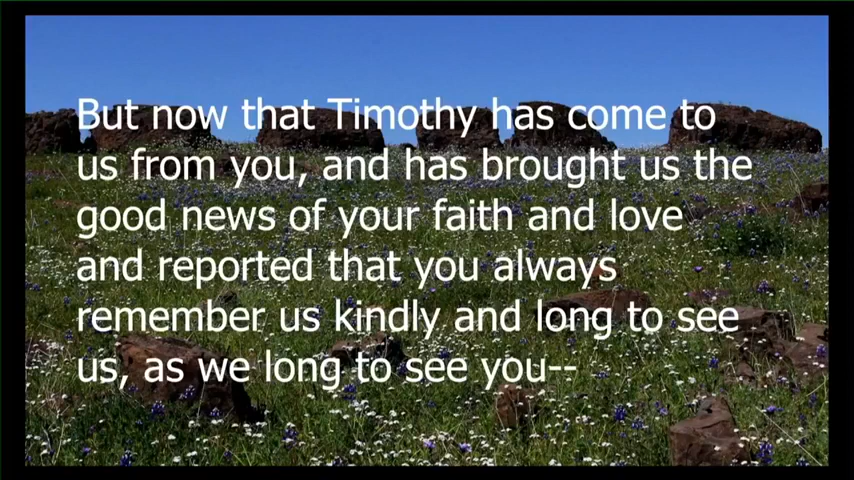 But now that Timothy has come to
us from you, and has brought us the
good news of your faith and love
and reported that you always
remember us kindly and long to see
us, as we long to see you--